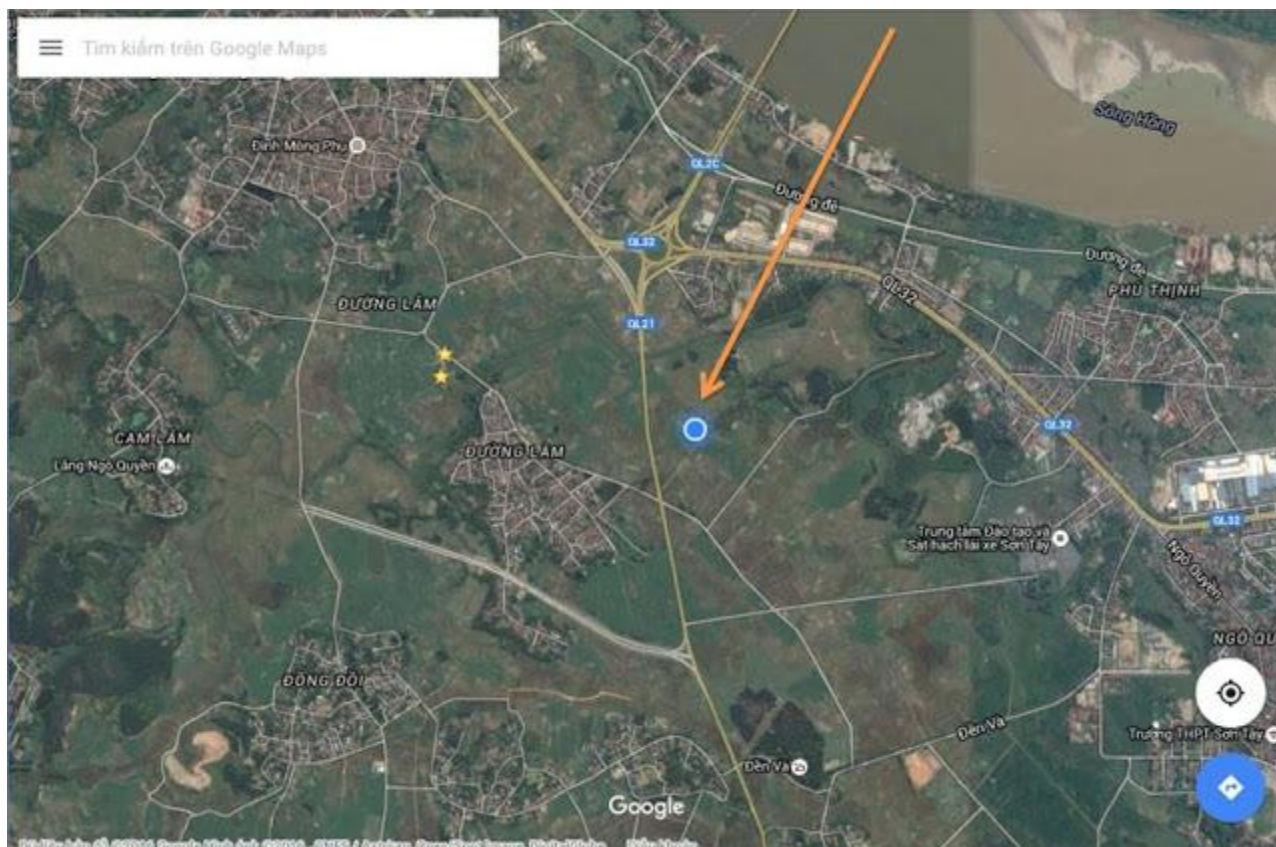 Tìm kiếm trên Google Maps
Sông Hồng
Đình Mông Phụ
QL2C
Đường đê
QL32
Đường đê
QL32
PHÚ THỊNH
ĐƯỜNG LÂM
QL21
QL32
CAM LÂM
ĐƯỜNG LÂM
Lăng Ngô Quyền
QL32
Trung tâm Đào tạo và
Sát hạch lái xe Sơn Tây
Ngô Quyền
NGÔ QU
ĐỒNG ĐỒI
Đền Và
Trường THPT Sơn Tây
Đền Và
Google